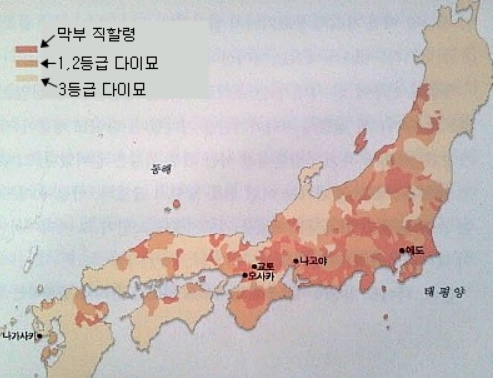 막부 직할령
1,2등급 다이묘
3등급 다이묘
동해
에도
나고야
교토
오사카
태평양
나가사키